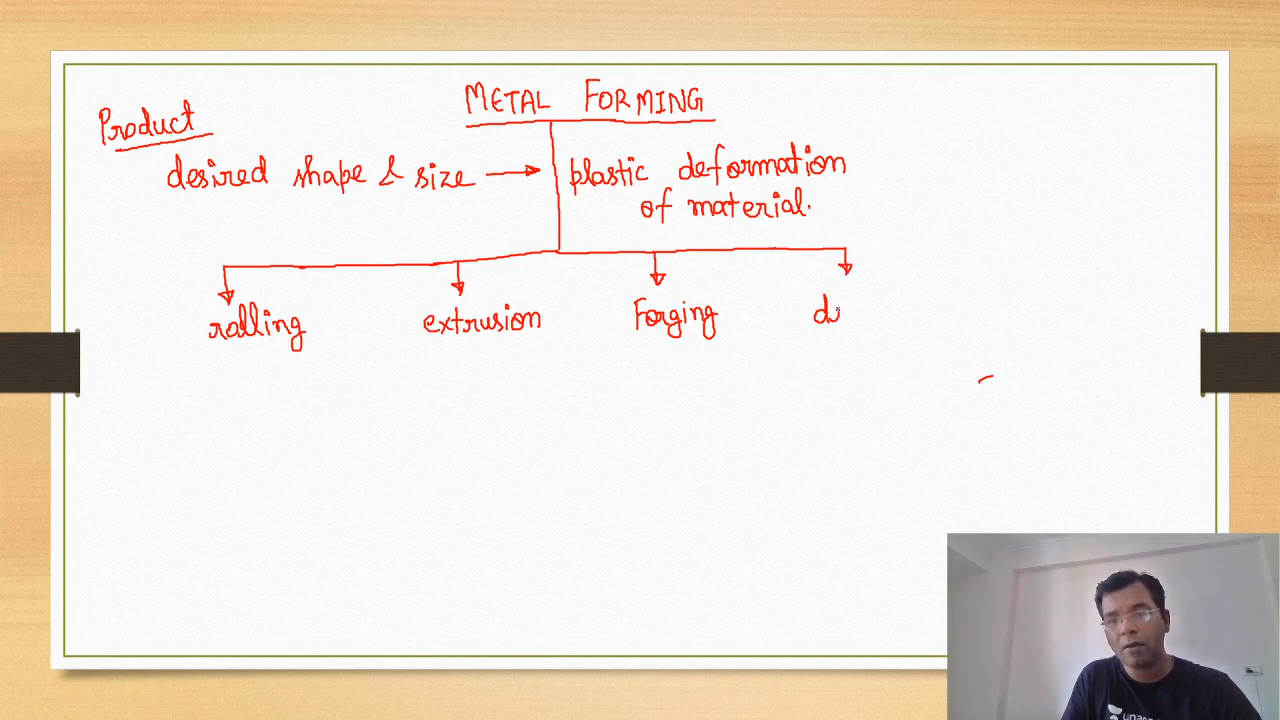 METAL FORMING
Product
desired shape & size → plastic deformation
of material.
rolling extrusion Forging d